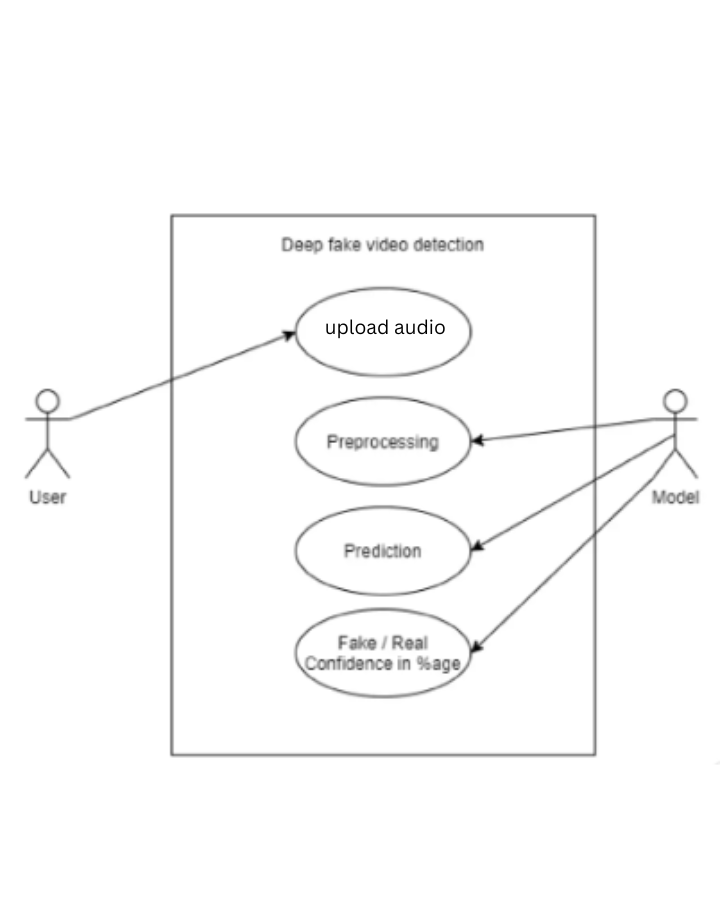 Deep fake video detection
upload audio
Preprocessing
Prediction
Fake / Real
Confidence in %age
User
Model